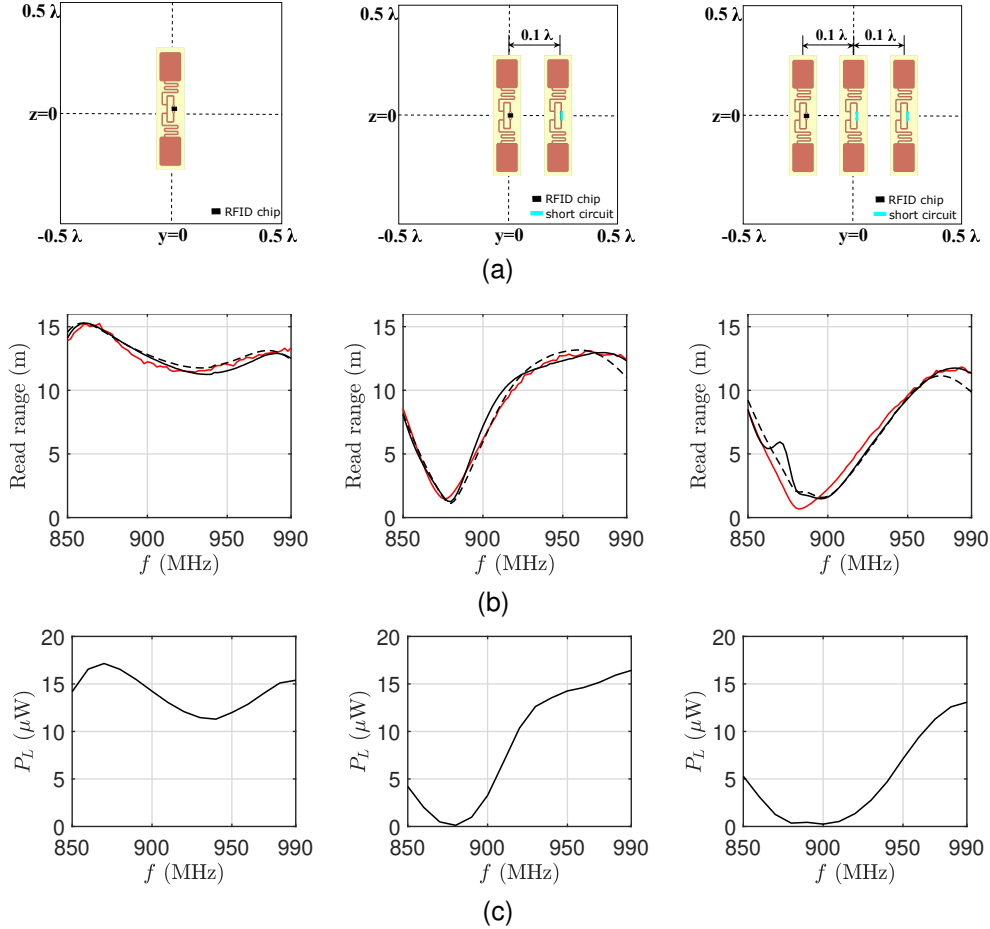 0.5 λ
z=0
RFID chip
-0.5 λ y=0 0.5 λ
0.5 λ
0.1 λ
z=0
RFID chip
short circuit
-0.5 λ y=0 0.5 λ
0.5 λ
0.1 λ 0.1 λ
z=0
RFID chip
short circuit
-0.5 λ y=0 0.5 λ
(a)
Read range (m)
15
10
5
0
850 900 950 990
f (MHz)
Read range (m)
15
10
5
0
850 900 950 990
f (MHz)
Read range (m)
15
10
5
0
850 900 950 990
f (MHz)
(b)
P_L (μW)
20
15
10
5
0
850 900 950 990
f (MHz)
P_L (μW)
20
15
10
5
0
850 900 950 990
f (MHz)
P_L (μW)
20
15
10
5
0
850 900 950 990
f (MHz)
(c)